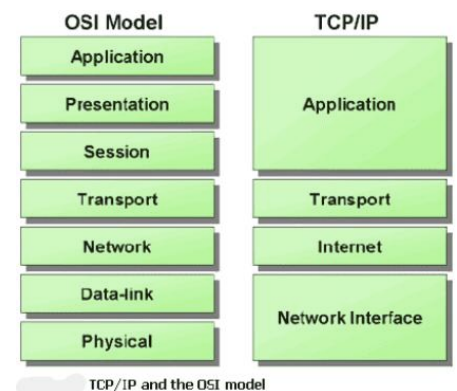 OSI Model
Application
Presentation
Session
Transport
Network
Data-link
Physical
TCP/IP
Application
Transport
Internet
Network Interface
TCP/IP and the OSI model